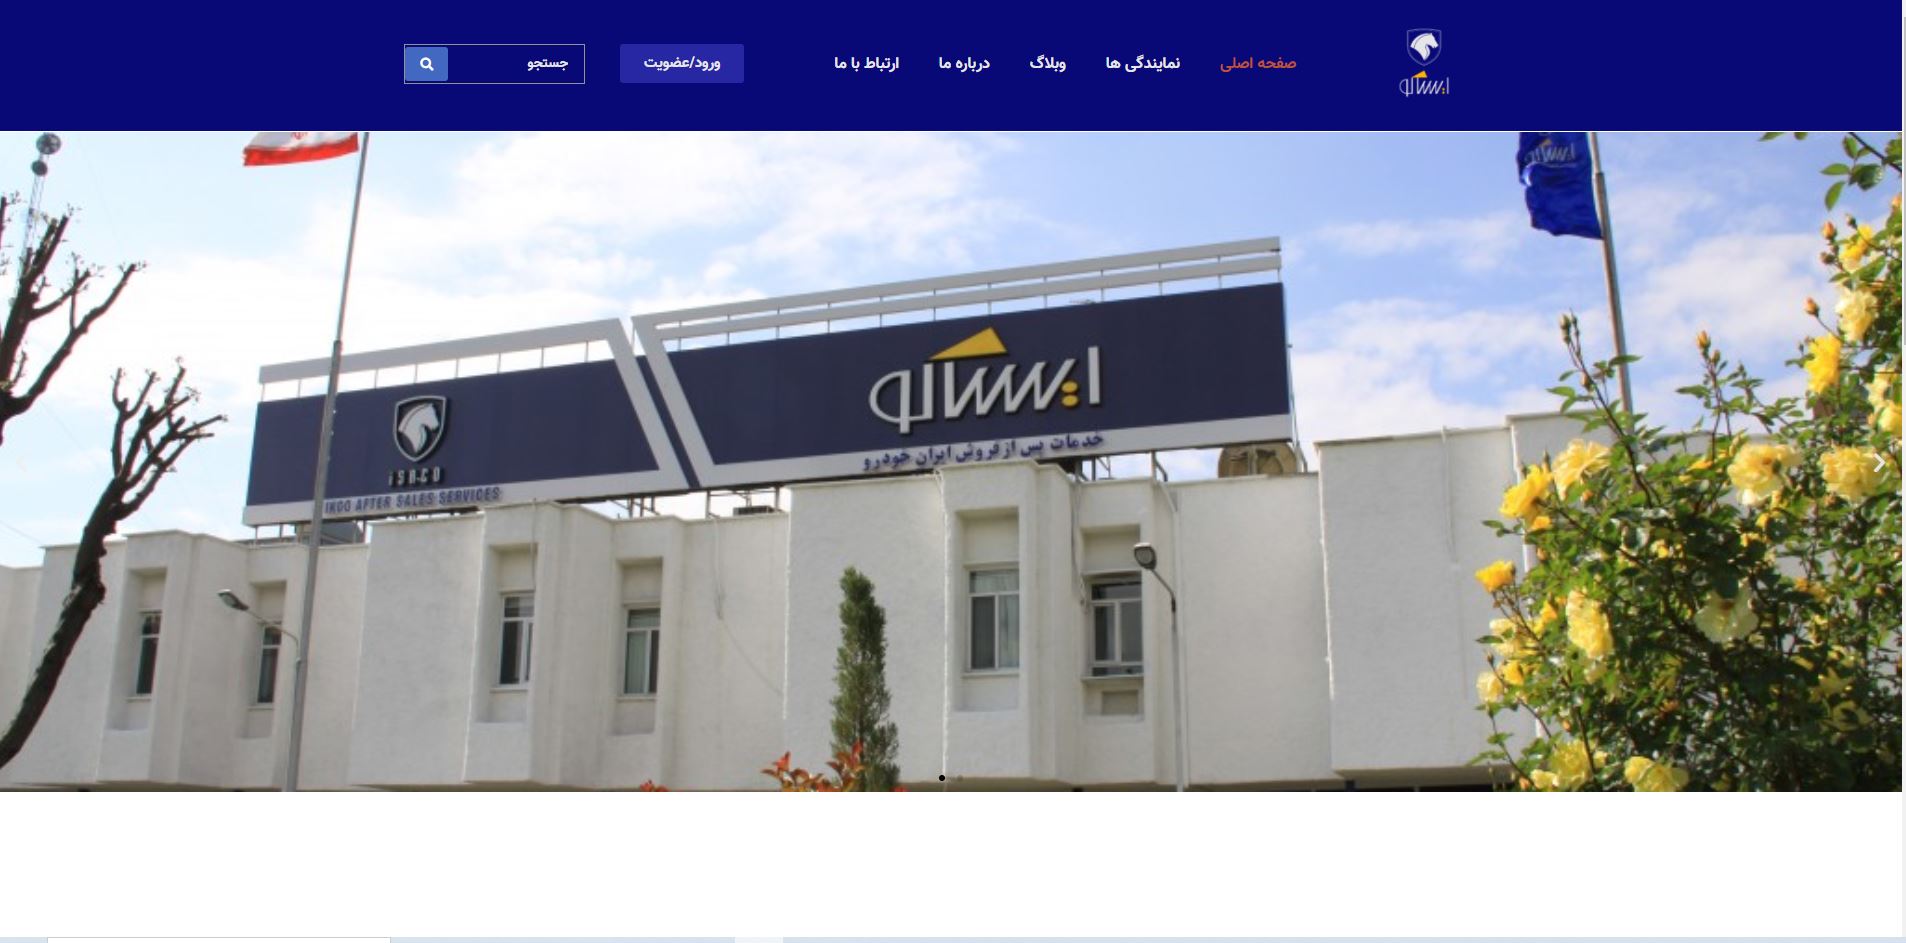 ایساکو
صفحه اصلی
نمایندگی ها
وبلاگ
درباره ما
ارتباط با ما
ورود/عضویت
جستجو
ایساکو
ایساکو
خدمات پس از فروش ایران خودرو
ISACO
IKCO AFTER SALES SERVICES